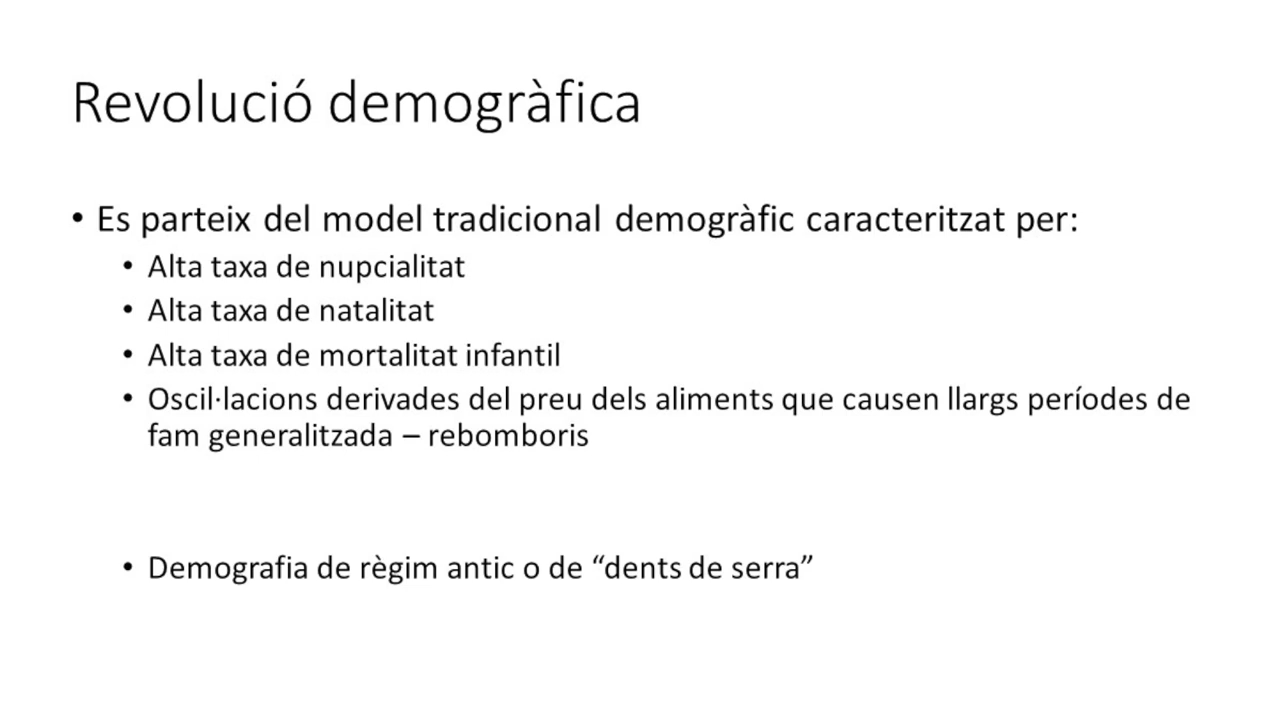 Revolució demogràfica
• Es parteix del model tradicional demogràfic caracteritzat per:
• Alta taxa de nupcialitat
• Alta taxa de natalitat
• Alta taxa de mortalitat infantil
• Oscil·lacions derivades del preu dels aliments que causen llargs períodes de
fam generalitzada – rebomboris
• Demografia de règim antic o de “dents de serra”